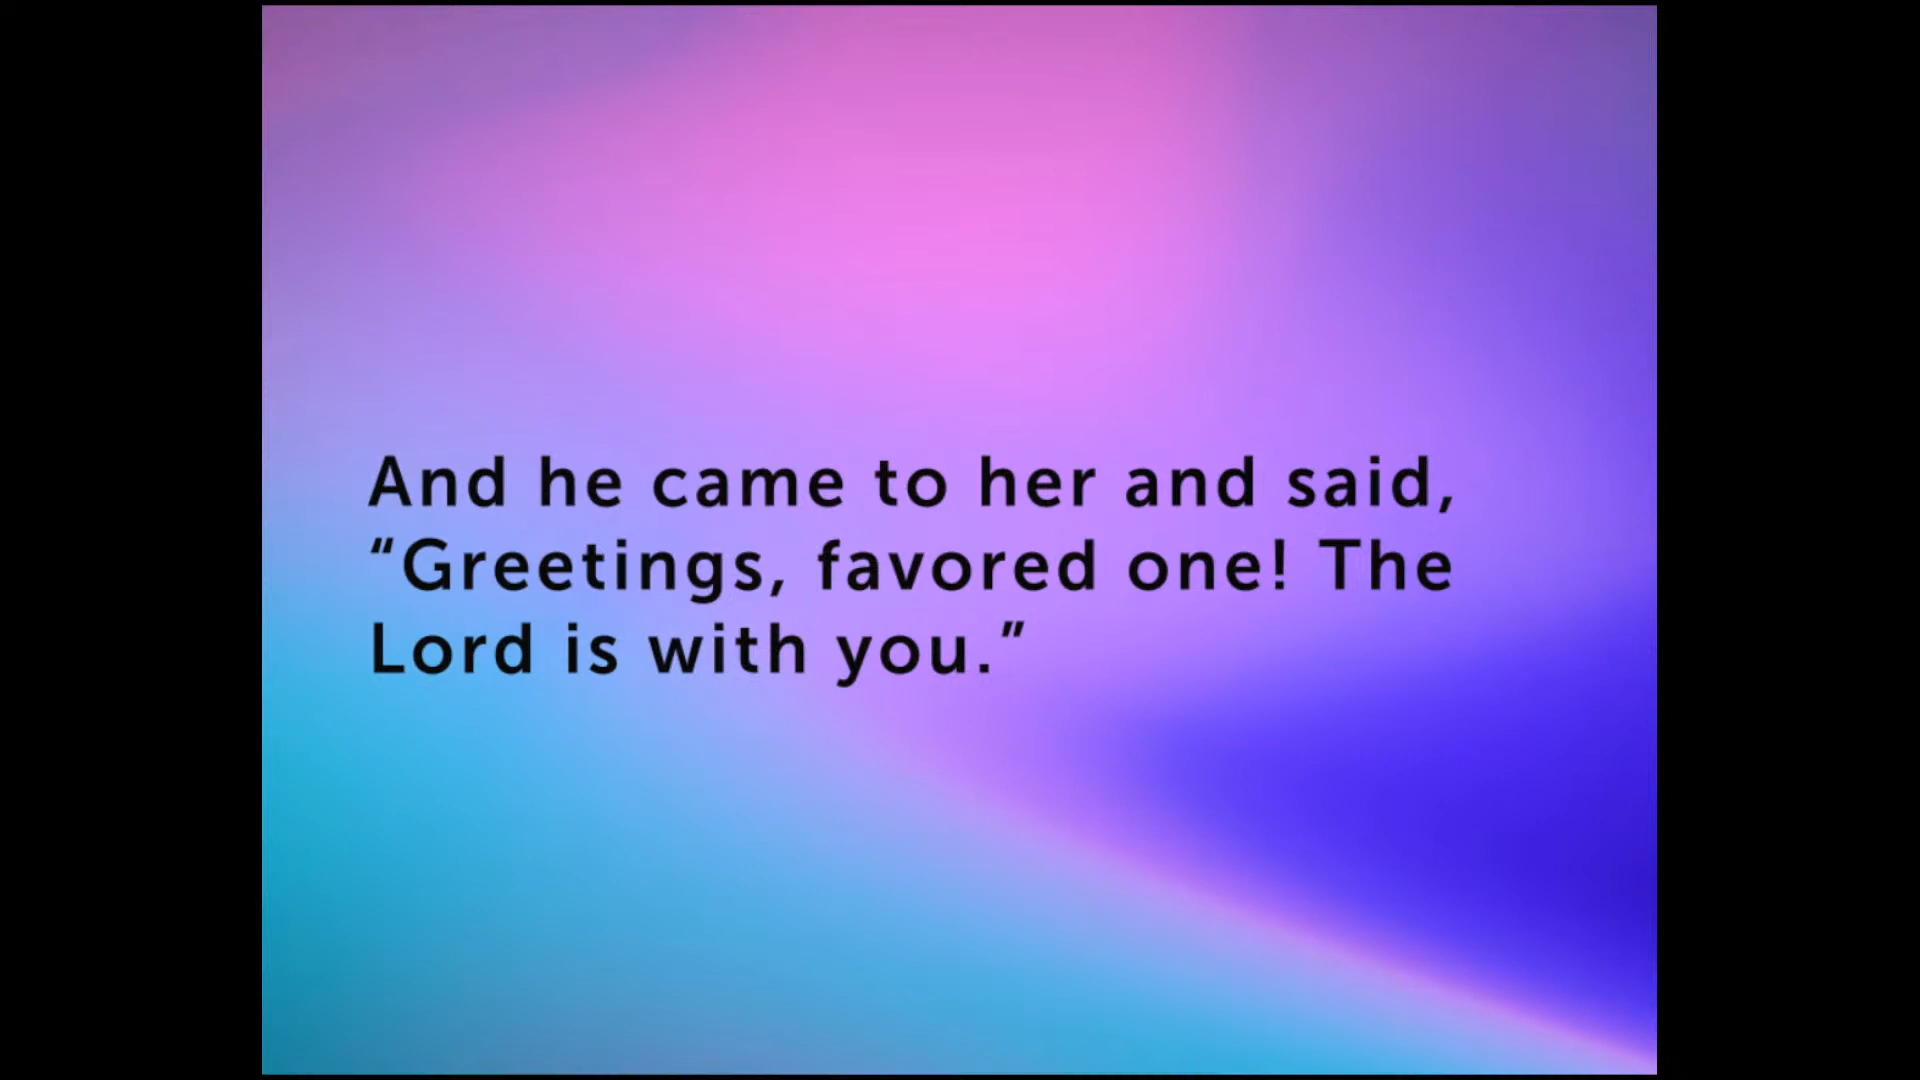 And he came to her and said,
“Greetings, favored one! The
Lord is with you.”